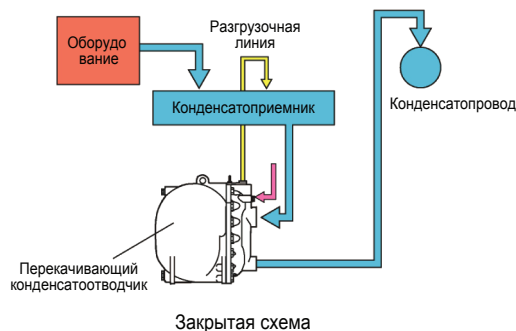 Оборудо
вание
Разгрузочная
линия
Конденсатоприемник
Конденсатопровод
Перекачивающий
конденсатоотводчик
Закрытая схема